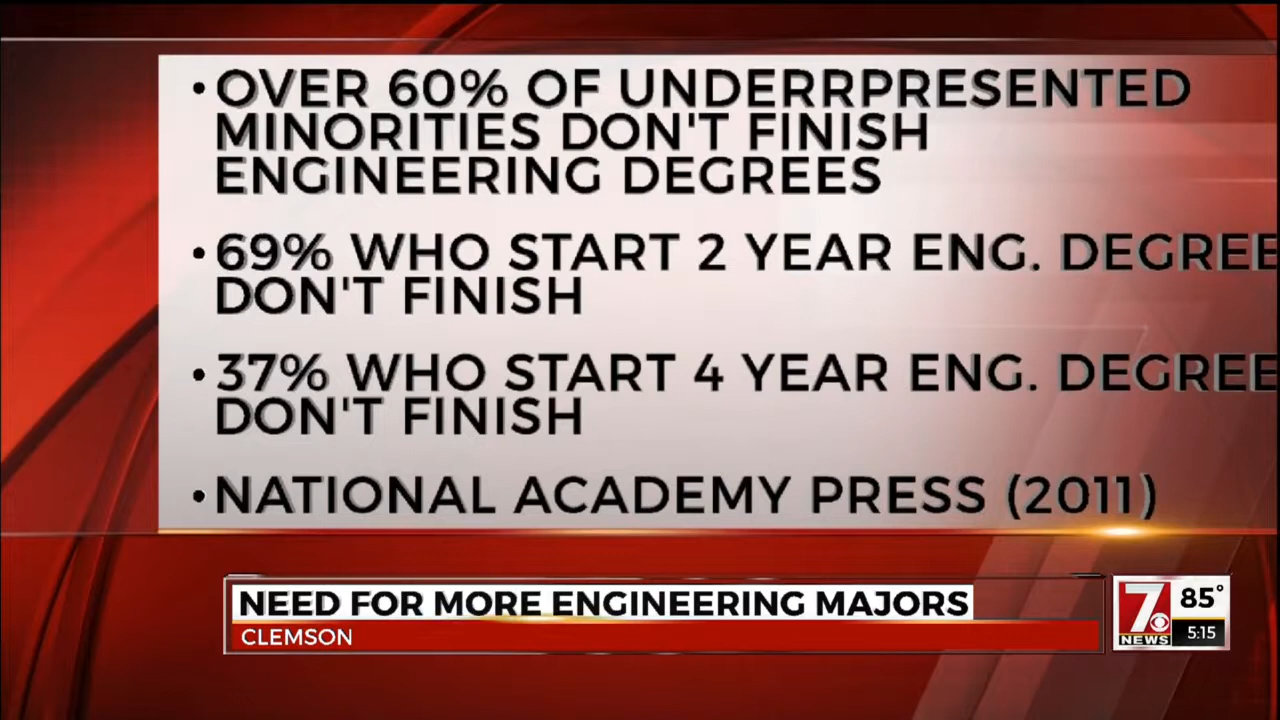 • OVER 60% OF UNDERRPRESENTED
MINORITIES DON'T FINISH
ENGINEERING DEGREES
• 69% WHO START 2 YEAR ENG. DEGREE
DON'T FINISH
• 37% WHO START 4 YEAR ENG. DEGREE
DON'T FINISH
• NATIONAL ACADEMY PRESS (2011)
NEED FOR MORE ENGINEERING MAJORS
CLEMSON
7 85°
NEWS 5:15